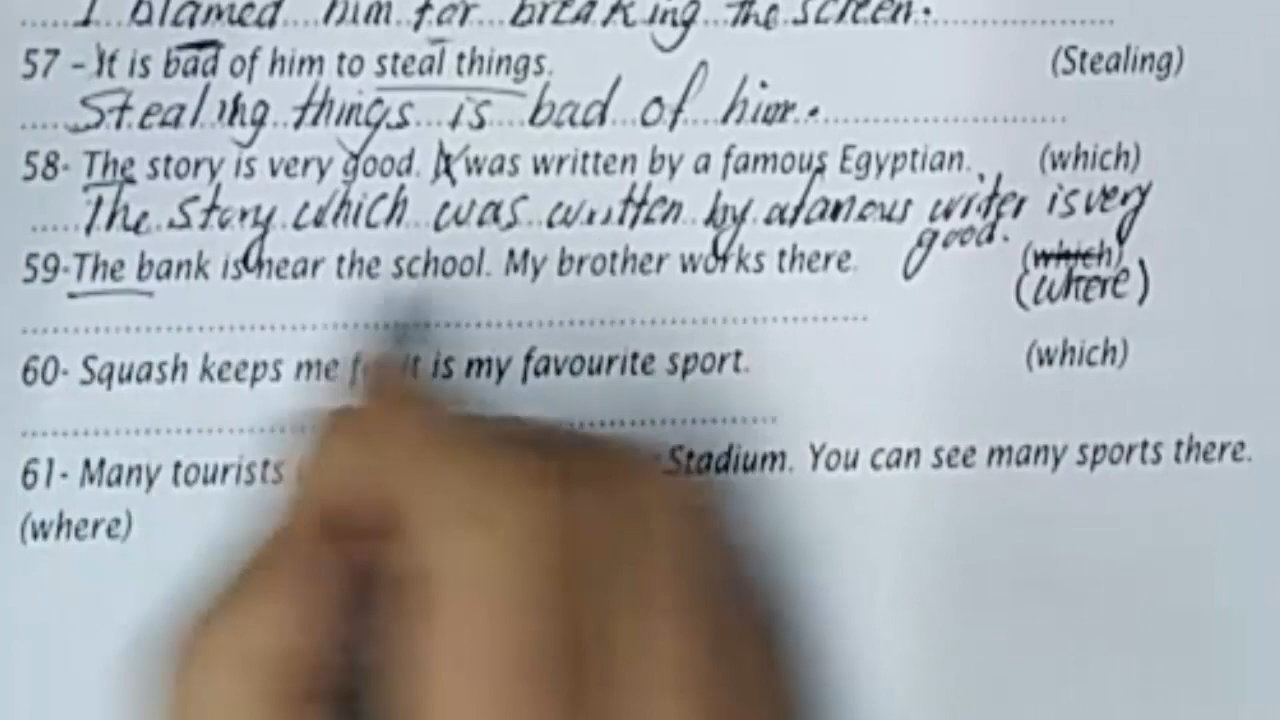 I blamed him for breaking the screen.
57 – It is bad of him to steal things. (Stealing)
Stealing things is bad of him.
58- The story is very good. It was written by a famous Egyptian. (which)
The story which was written by afamous writer is very good.
59-The bank is near the school. My brother works there. (which)
(where)
60- Squash keeps me It is my favourite sport. (which)
61- Many tourists Stadium. You can see many sports there.
(where)